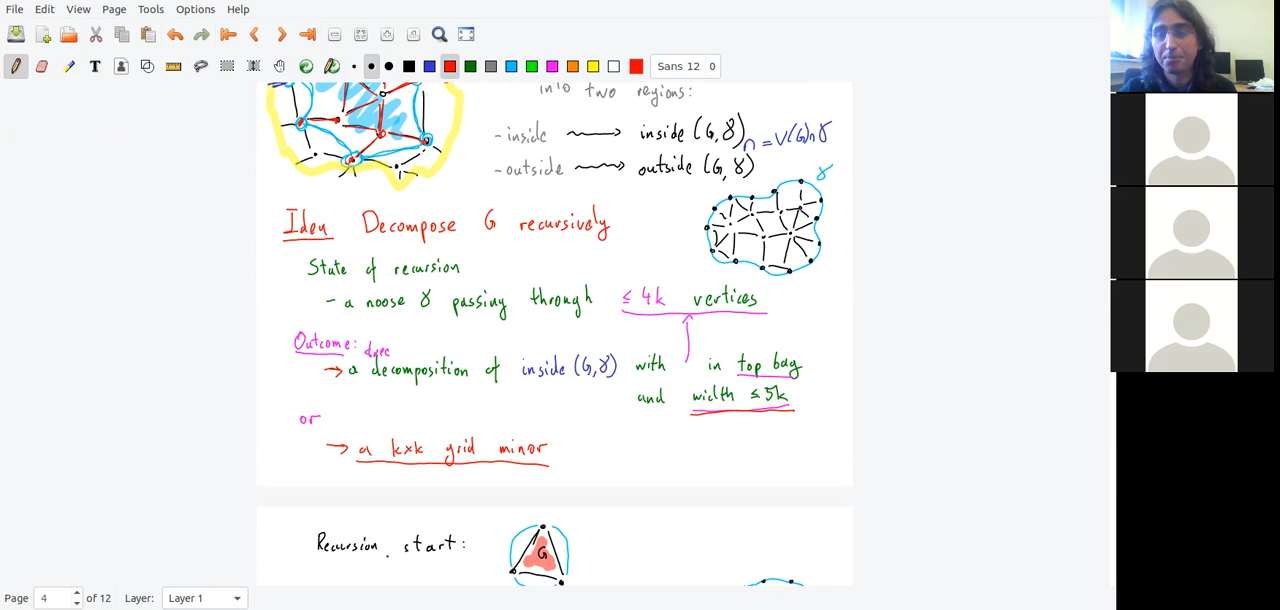 File Edit View Page Tools Options Help
Sans 12 0
into two regions:
- inside → inside (G, γ)
∩ = V(G)∩γ
- outside → outside (G, γ)
γ
Idea Decompose G recursively
State of recursion
- a noose γ passing through ≤ 4k vertices
Outcome:
→ a decomposition of inside (G, γ) with in top bag
and width ≤ 5k
or
→ a k×k grid minor
Recursion start:
G
Page 4 of 12 Layer: Layer 1